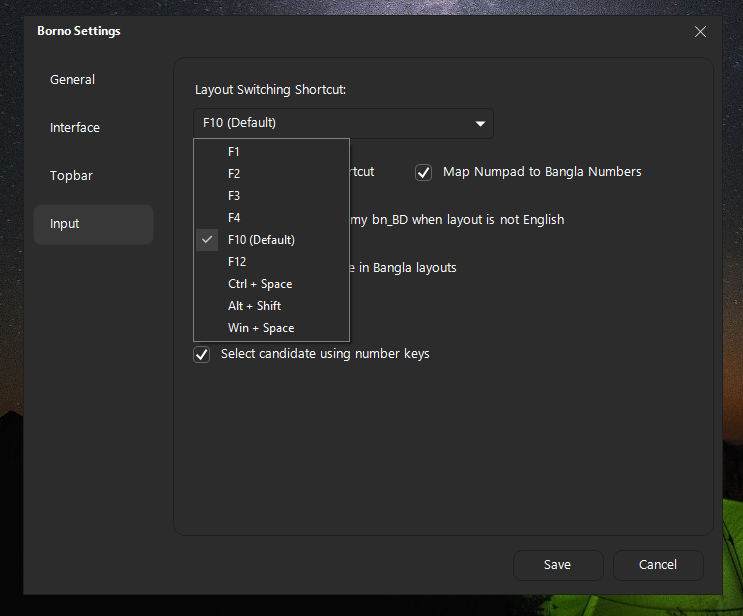 Borno Settings
General
Interface
Topbar
Input
Layout Switching Shortcut:
F10 (Default)
F1
F2
F3
F4
F10 (Default)
F12
Ctrl + Space
Alt + Shift
Win + Space
Map Numpad to Bangla Numbers
my bn_BD when layout is not English
in Bangla layouts
Select candidate using number keys
Save
Cancel